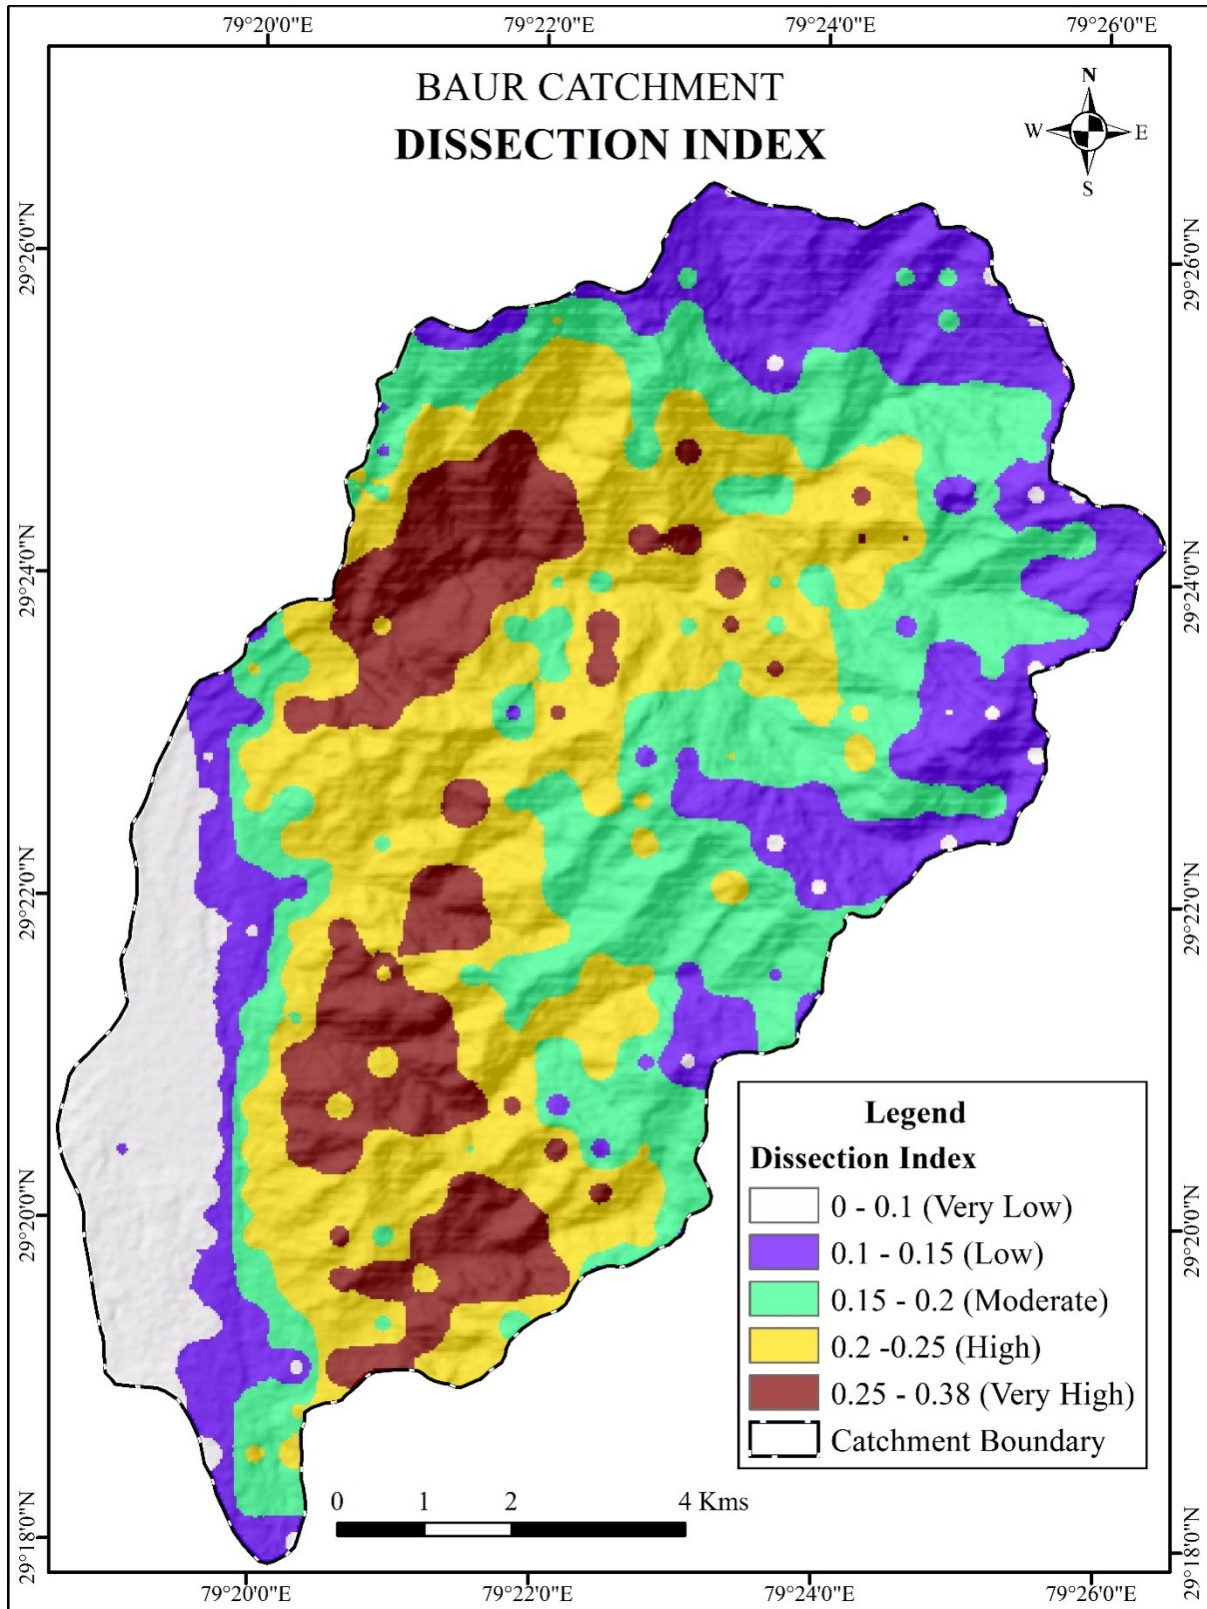 79°20'0"E 79°22'0"E 79°24'0"E 79°26'0"E
BAUR CATCHMENT
DISSECTION INDEX
N
W E
S
29°26'0"N
29°24'0"N
29°22'0"N
29°20'0"N
29°18'0"N
29°26'0"N
29°24'0"N
29°22'0"N
29°20'0"N
29°18'0"N
Legend
Dissection Index
0 - 0.1 (Very Low)
0.1 - 0.15 (Low)
0.15 - 0.2 (Moderate)
0.2 -0.25 (High)
0.25 - 0.38 (Very High)
Catchment Boundary
0 1 2 4 Kms
79°20'0"E 79°22'0"E 79°24'0"E 79°26'0"E